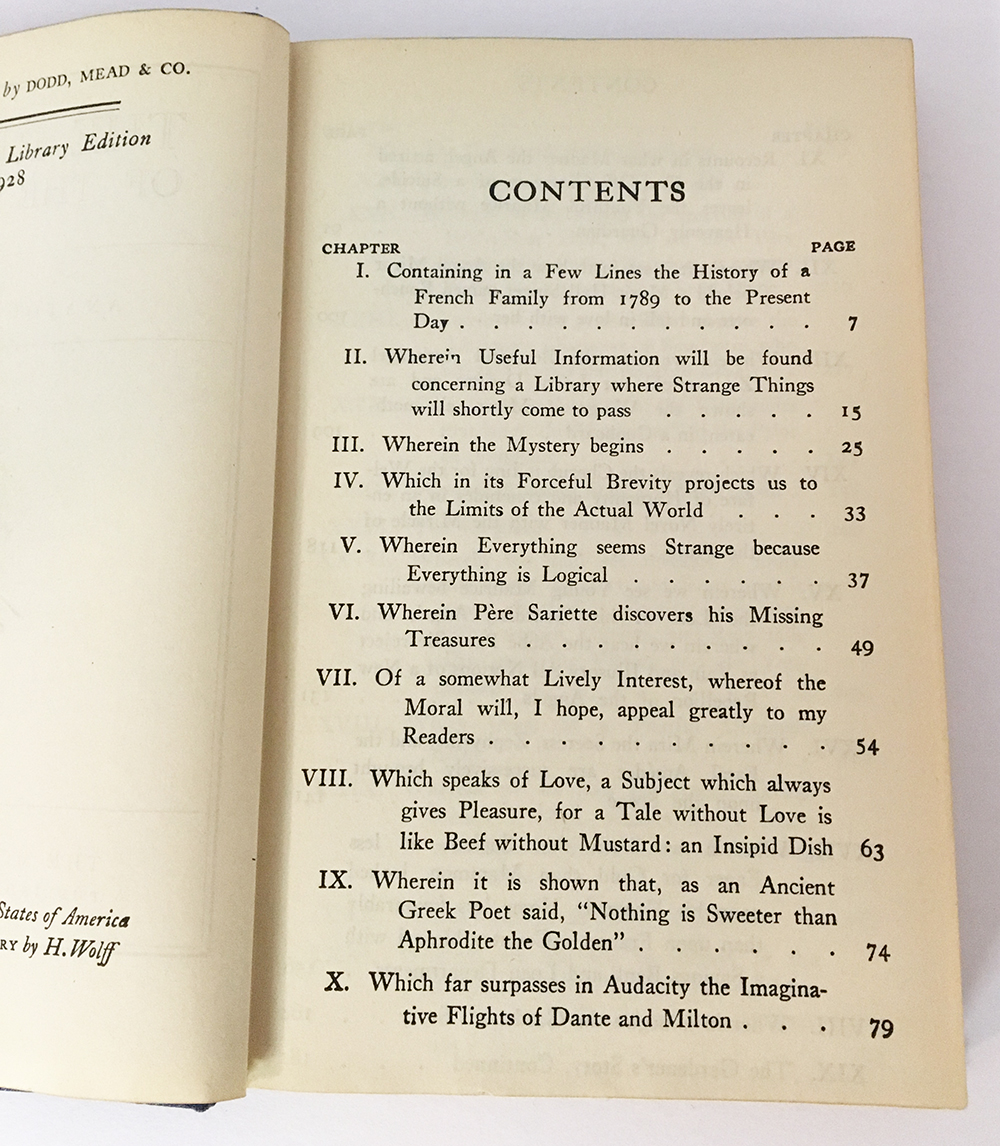 by DODD, MEAD & CO.
Library Edition
1928
States of America
RY by H. Wolff
CONTENTS
CHAPTER PAGE
I. Containing in a Few Lines the History of a
French Family from 1789 to the Present
Day . . . . . . . . . . . 7
II. Wherein Useful Information will be found
concerning a Library where Strange Things
will shortly come to pass . . . . . 15
III. Wherein the Mystery begins . . . . . 25
IV. Which in its Forceful Brevity projects us to
the Limits of the Actual World . . . 33
V. Wherein Everything seems Strange because
Everything is Logical . . . . . . 37
VI. Wherein Père Sariette discovers his Missing
Treasures . . . . . . . . . 49
VII. Of a somewhat Lively Interest, whereof the
Moral will, I hope, appeal greatly to my
Readers . . . . . . . . . . 54
VIII. Which speaks of Love, a Subject which always
gives Pleasure, for a Tale without Love is
like Beef without Mustard: an Insipid Dish 63
IX. Wherein it is shown that, as an Ancient
Greek Poet said, "Nothing is Sweeter than
Aphrodite the Golden" . . . . . . 74
X. Which far surpasses in Audacity the Imagina-
tive Flights of Dante and Milton . . . 79